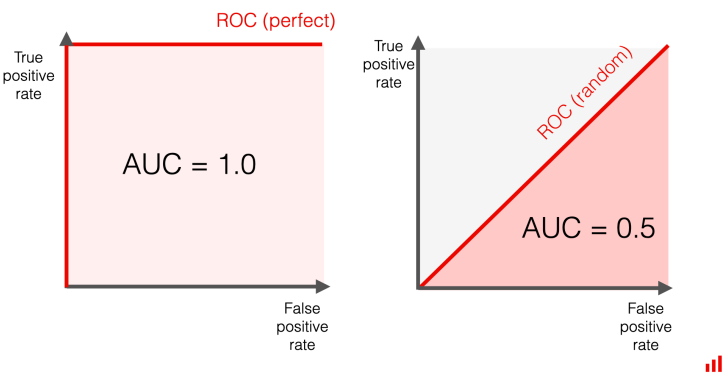 ROC (perfect)
True
positive
rate
AUC = 1.0
False
positive
rate
True
positive
rate
ROC (random)
AUC = 0.5
False
positive
rate